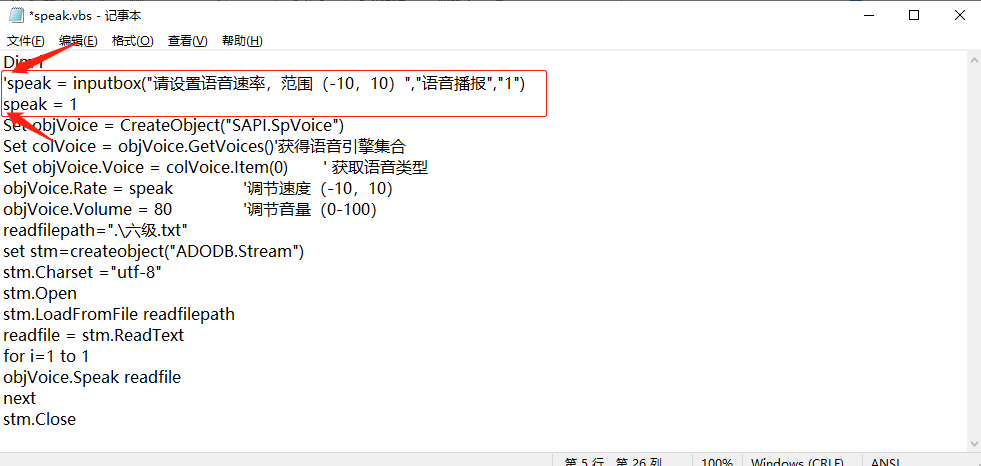 *speak.vbs - 记事本
文件(F) 编辑(E) 格式(O) 查看(V) 帮助(H)
Dim i
'speak = inputbox("请设置语音速率，范围（-10，10）","语音播报","1")
speak = 1
Set objVoice = CreateObject("SAPI.SpVoice")
Set colVoice = objVoice.GetVoices()'获得语音引擎集合
Set objVoice.Voice = colVoice.Item(0) ' 获取语音类型
objVoice.Rate = speak '调节速度（-10，10）
objVoice.Volume = 80 '调节音量（0-100）
readfilepath=".\六级.txt"
set stm=createobject("ADODB.Stream")
stm.Charset ="utf-8"
stm.Open
stm.LoadFromFile readfilepath
readfile = stm.ReadText
for i=1 to 1
objVoice.Speak readfile
next
stm.Close
第 5 行，第 26 列 100% Windows (CRLF) ANSI